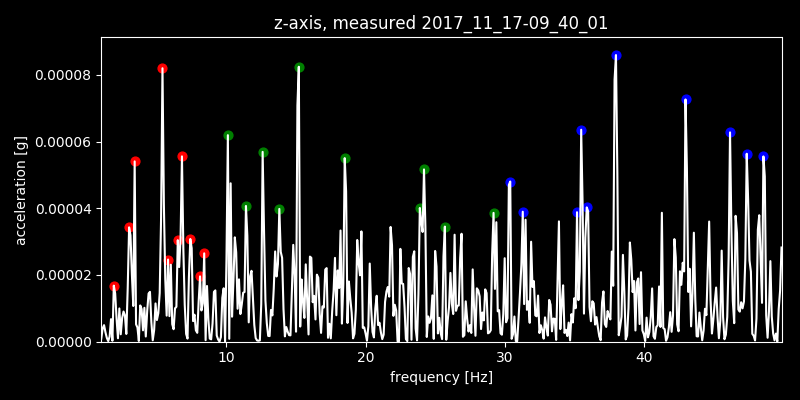 z-axis, measured 2017_11_17-09_40_01
0.00008
0.00006
0.00004
0.00002
0.00000
acceleration [g]
10 20 30 40
frequency [Hz]